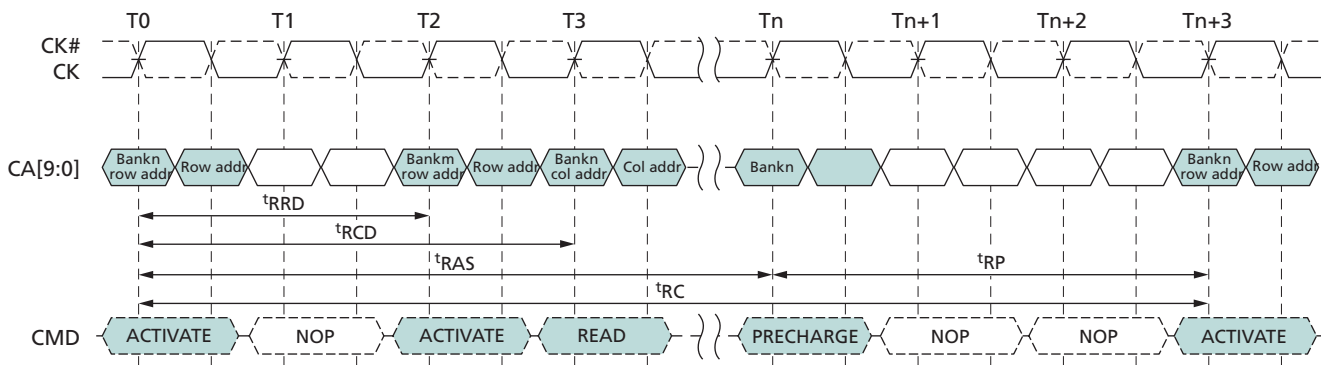 T0 T1 T2 T3 Tn Tn+1 Tn+2 Tn+3
CK#
CK
CA[9:0]
Bankn
row addr
Row addr
Bankm
row addr
Row addr
Bankn
col addr
Col addr
Bankn
Bankn
row addr
Row addr
tRRD
tRCD
tRAS
tRP
tRC
CMD
ACTIVATE NOP ACTIVATE READ PRECHARGE NOP NOP ACTIVATE